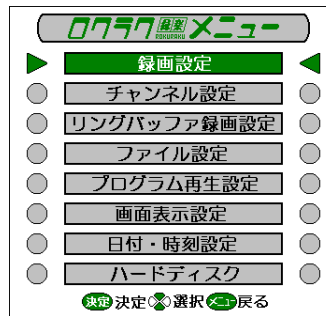 ロクラク 録楽 ROKURAKU メニュー
録画設定
チャンネル設定
リングバッファ録画設定
ファイル設定
プログラム再生設定
画面表示設定
日付・時刻設定
ハードディスク
決定 決定 選択 メニュー 戻る